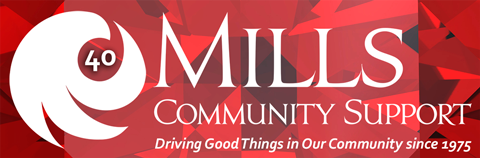 40
MILLS
COMMUNITY SUPPORT
Driving Good Things in Our Community since 1975